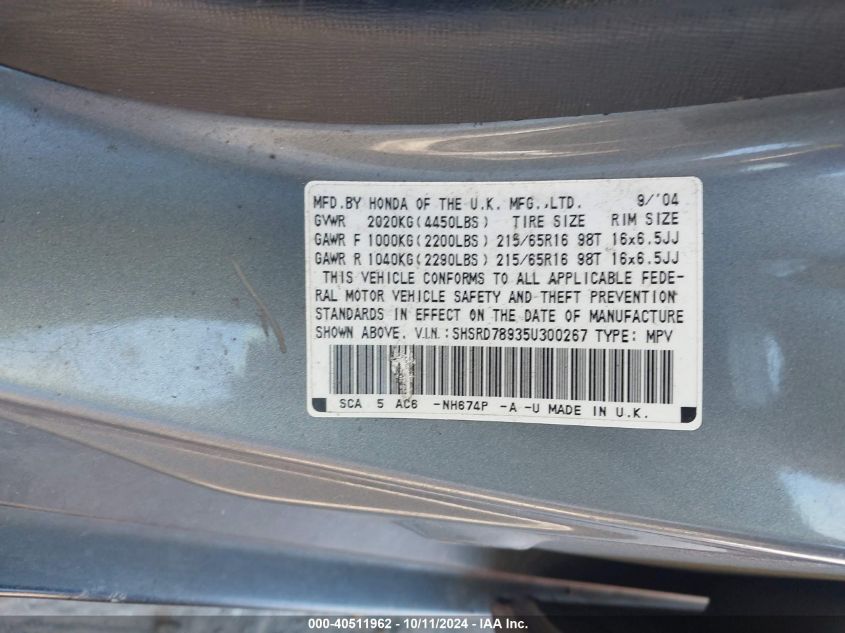 MFD.BY HONDA OF THE U.K. MFG.,LTD. 9/'04
GVWR 2020KG(4450LBS) TIRE SIZE RIM SIZE
GAWR F 1000KG(2200LBS) 215/65R16 98T 16x6.5JJ
GAWR R 1040KG(2290LBS) 215/65R16 98T 16x6.5JJ
THIS VEHICLE CONFORMS TO ALL APPLICABLE FEDE-
RAL MOTOR VEHICLE SAFETY AND THEFT PREVENTION
STANDARDS IN EFFECT ON THE DATE OF MANUFACTURE
SHOWN ABOVE. V.I.N.:SHSRD78935U300267 TYPE: MPV
SCA 5 AC6 -NH674P -A -U MADE IN U.K.
000-40511962 - 10/11/2024 - IAA Inc.